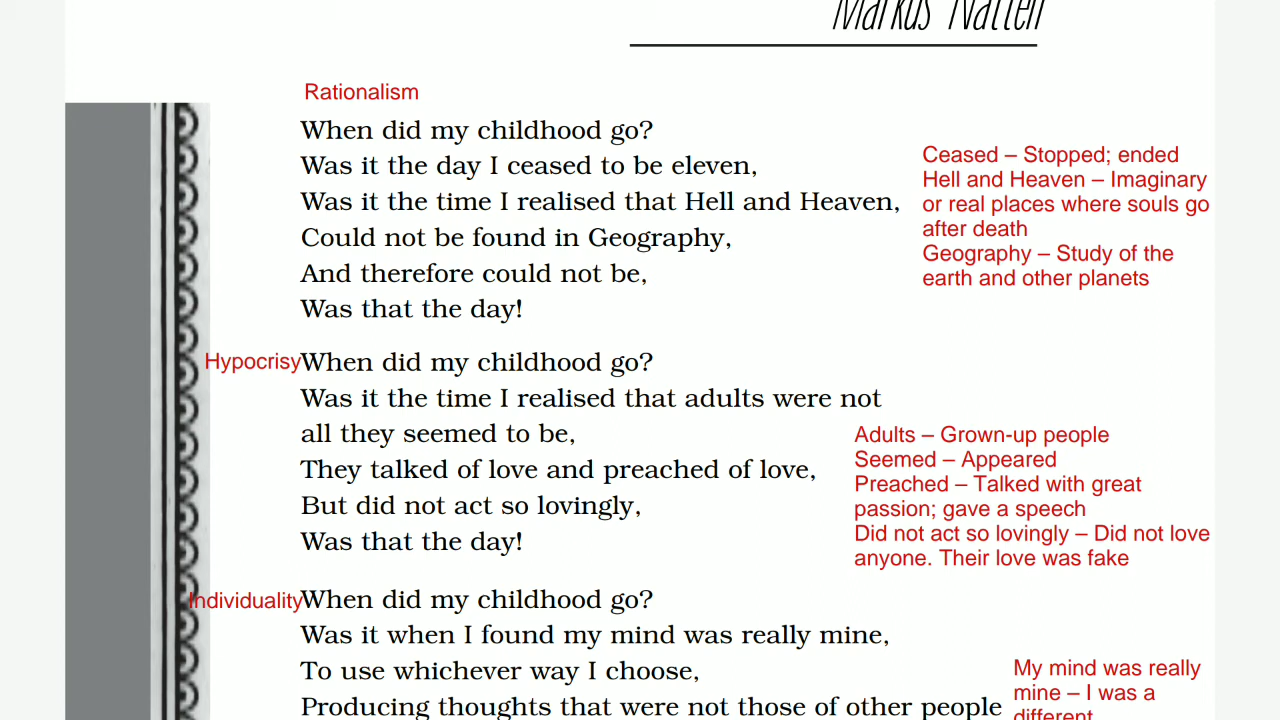 Markus Natten
Rationalism
When did my childhood go?
Was it the day I ceased to be eleven,
Was it the time I realised that Hell and Heaven,
Could not be found in Geography,
And therefore could not be,
Was that the day!
Ceased – Stopped; ended
Hell and Heaven – Imaginary
or real places where souls go
after death
Geography – Study of the
earth and other planets
Hypocrisy
When did my childhood go?
Was it the time I realised that adults were not
all they seemed to be,
They talked of love and preached of love,
But did not act so lovingly,
Was that the day!
Adults – Grown-up people
Seemed – Appeared
Preached – Talked with great
passion; gave a speech
Did not act so lovingly – Did not love
anyone. Their love was fake
Individuality
When did my childhood go?
Was it when I found my mind was really mine,
To use whichever way I choose,
Producing thoughts that were not those of other people
My mind was really
mine – I was a
different